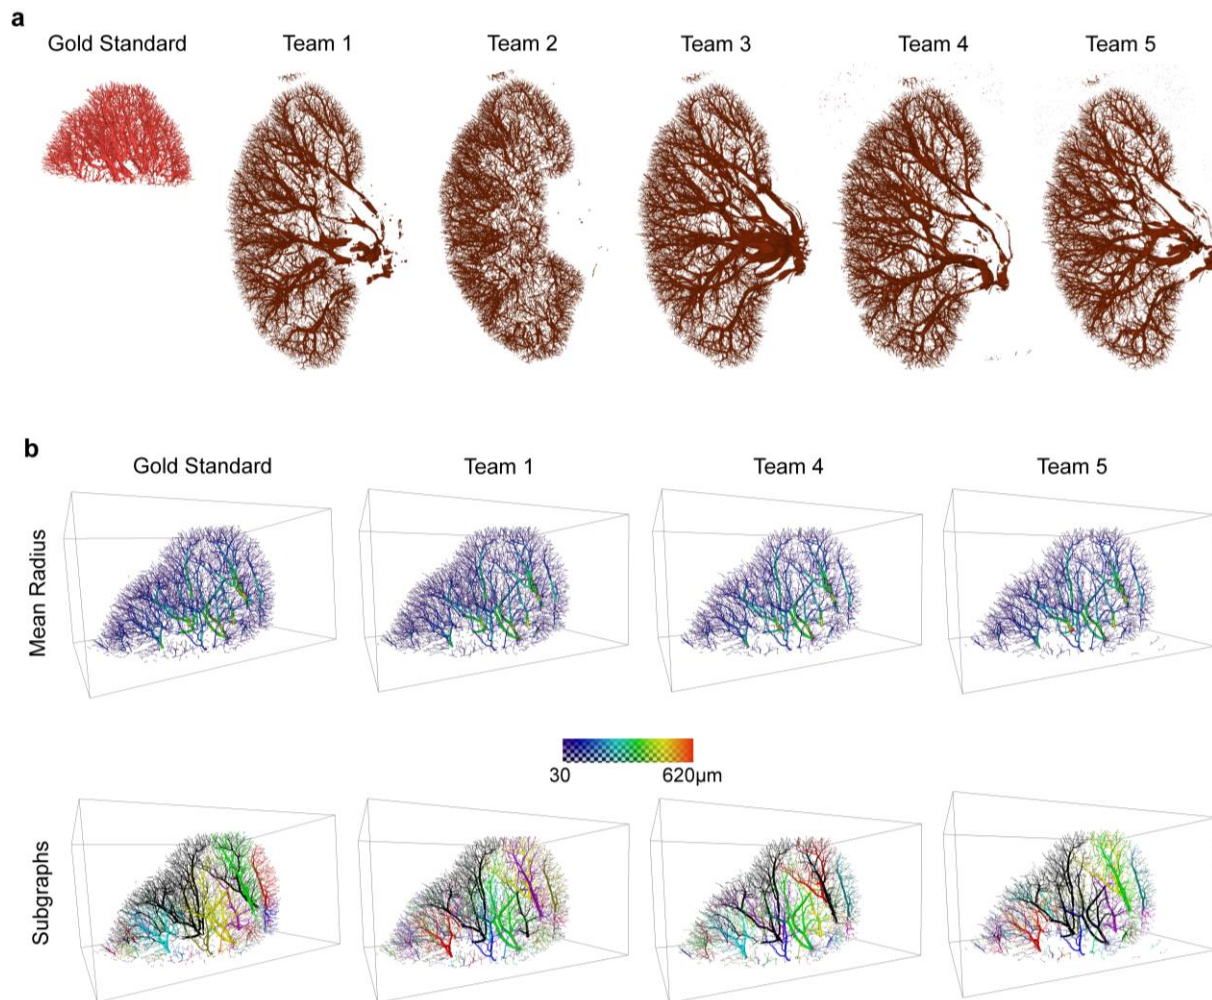 a
Gold Standard Team 1 Team 2 Team 3 Team 4 Team 5
b
Gold Standard Team 1 Team 4 Team 5
Mean Radius
30 620μm
Subgraphs